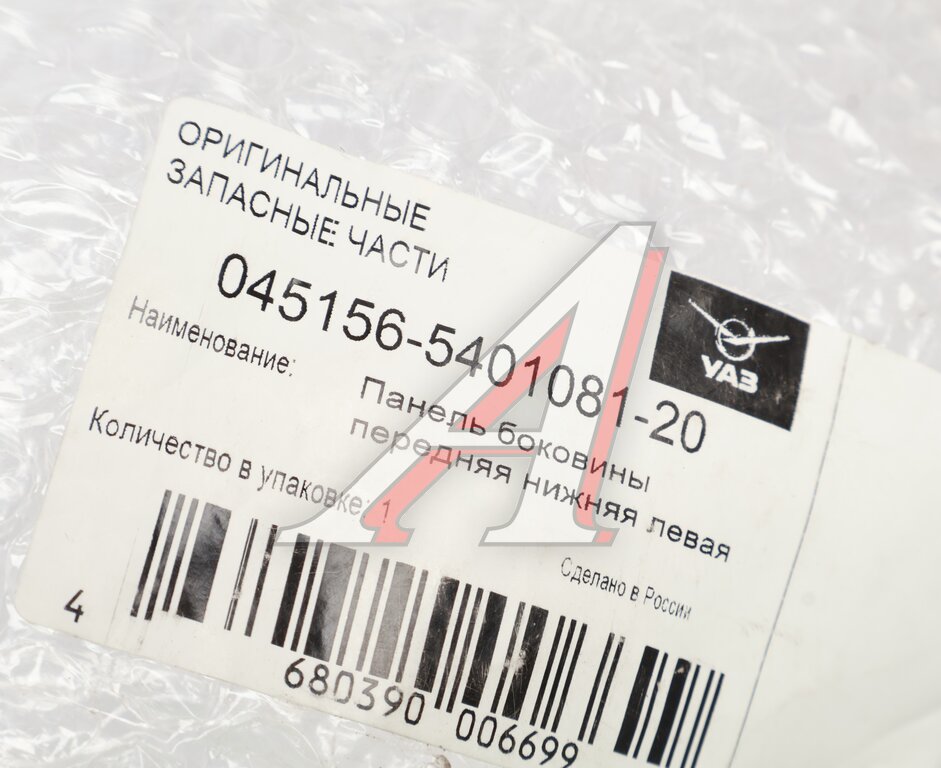 ОРИГИНАЛЬНЫЕ
ЗАПАСНЫЕ ЧАСТИ
045156-5401081-20
УАЗ
Наименование:
Панель боковины
передняя нижняя левая
Количество в упаковке: 1
Сделано в России
4 680390 006699